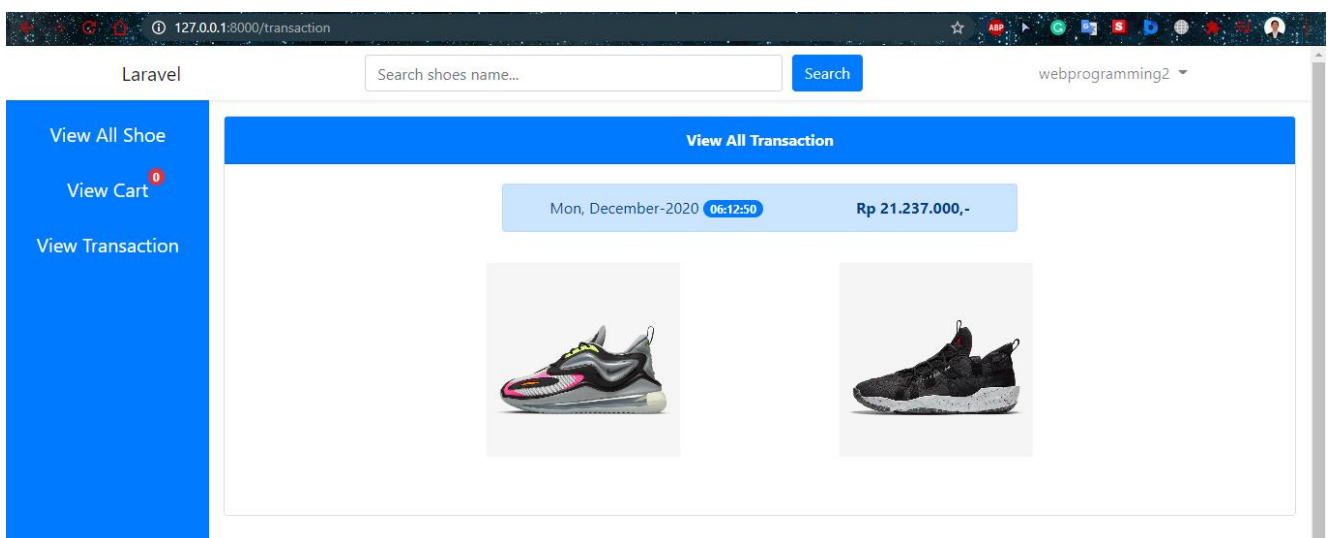 127.0.0.1:8000/transaction
ABP
G
S
Laravel
Search shoes name...
Search
webprogramming2
View All Shoe
View Cart 0
View Transaction
View All Transaction
Mon, December-2020 06:12:50 Rp 21.237.000,-